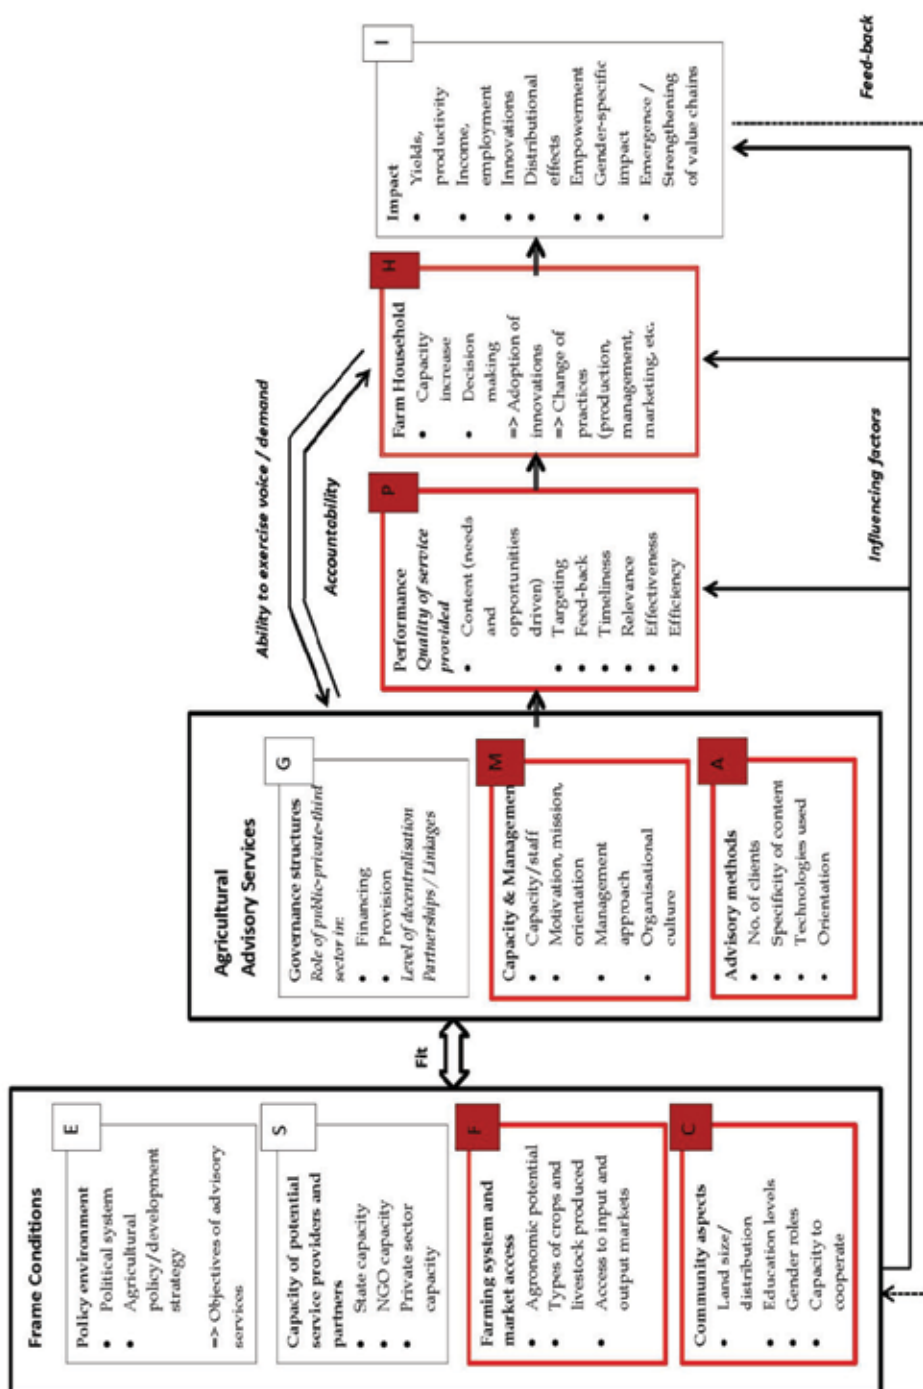 Frame Conditions
E
Policy environment
• Political system
• Agricultural
policy/development
strategy
=> Objectives of advisory
services
S
Capacity of potential
service providers and
partners
• State capacity
• NGO capacity
• Private sector
capacity
F
Farming system and
market access
• Agronomic potential
• Types of crops and
livestock produced
• Access to input and
output markets
C
Community aspects
• Land size/
distribution
• Education levels
• Gender roles
• Capacity to
cooperate
Fit
Agricultural
Advisory Services
G
Governance structures
Role of public-private-third
sector in:
• Financing
• Provision
Level of decentralisation
Partnerships / Linkages
M
Capacity & Management
• Capacity/staff
• Motivation, mission,
orientation
• Management
approach
• Organisational
culture
A
Advisory methods
• No. of clients
• Specificity of content
• Technologies used
• Orientation
Ability to exercise voice / demand
Accountability
P
Performance
Quality of service
provided
• Content (needs
and
opportunities
driven)
• Targeting
• Feed-back
• Timeliness
• Relevance
• Effectiveness
• Efficiency
H
Farm Household
• Capacity
increase
• Decision
making
=> Adoption of
innovations
=> Change of
practices
(production,
management,
marketing, etc.
I
Impact
• Yields,
productivity
• Income,
employment
• Innovations
• Distributional
effects
• Empowerment
• Gender-specific
impact
• Emergence /
Strengthening
of value chains
Influencing factors
Feed-back